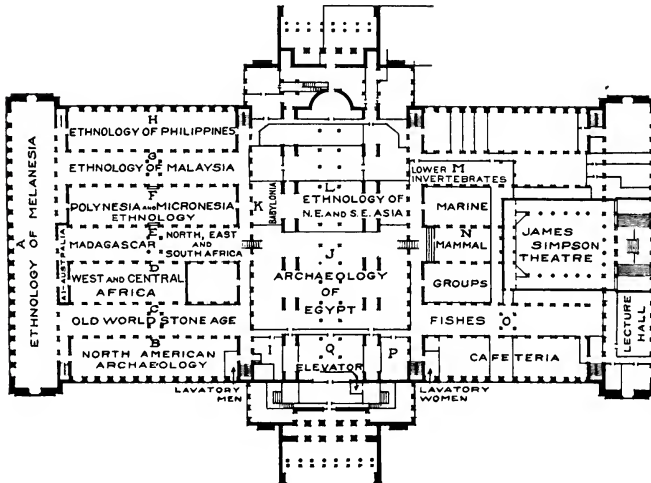 A
ETHNOLOGY OF MELANESIA
A1-AUSTRALIA
H
ETHNOLOGY OF PHILIPPINES
G
ETHNOLOGY OF MALAYSIA
F
POLYNESIA AND MICRONESIA
ETHNOLOGY
E
MADAGASCAR
NORTH, EAST
AND
SOUTH AFRICA
D
WEST AND CENTRAL
AFRICA
C
OLD WORLD STONE AGE
B
NORTH AMERICAN
ARCHAEOLOGY
LAVATORY
MEN
K
BABYLONIA
L
ETHNOLOGY OF
N.E. AND S.E. ASIA
J
ARCHAEOLOGY
OF
EGYPT
I
Q
P
ELEVATOR
LAVATORY
WOMEN
LOWER M
INVERTEBRATES
MARINE
N
MAMMAL
GROUPS
FISHES
O
CAFETERIA
JAMES
SIMPSON
THEATRE
LECTURE
HALL